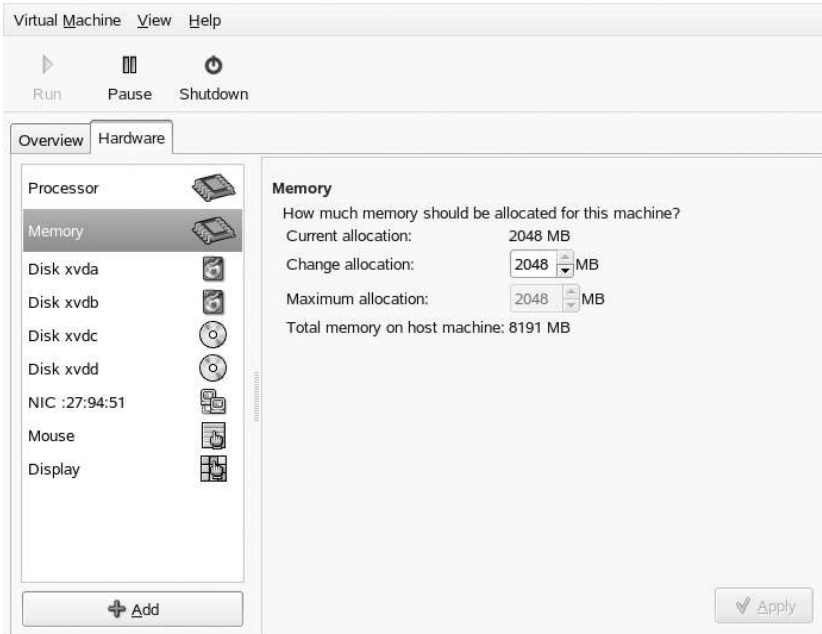 Virtual Machine View Help
Run Pause Shutdown
Overview Hardware
Processor
Memory
Disk xvda
Disk xvdb
Disk xvdc
Disk xvdd
NIC :27:94:51
Mouse
Display
Add
Memory
How much memory should be allocated for this machine?
Current allocation: 2048 MB
Change allocation: 2048 MB
Maximum allocation: 2048 MB
Total memory on host machine: 8191 MB
Apply